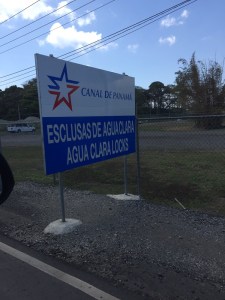 CANAL DE PANAMÁ
ESCLUSAS DE AGUA CLARA
AGUA CLARA LOCKS